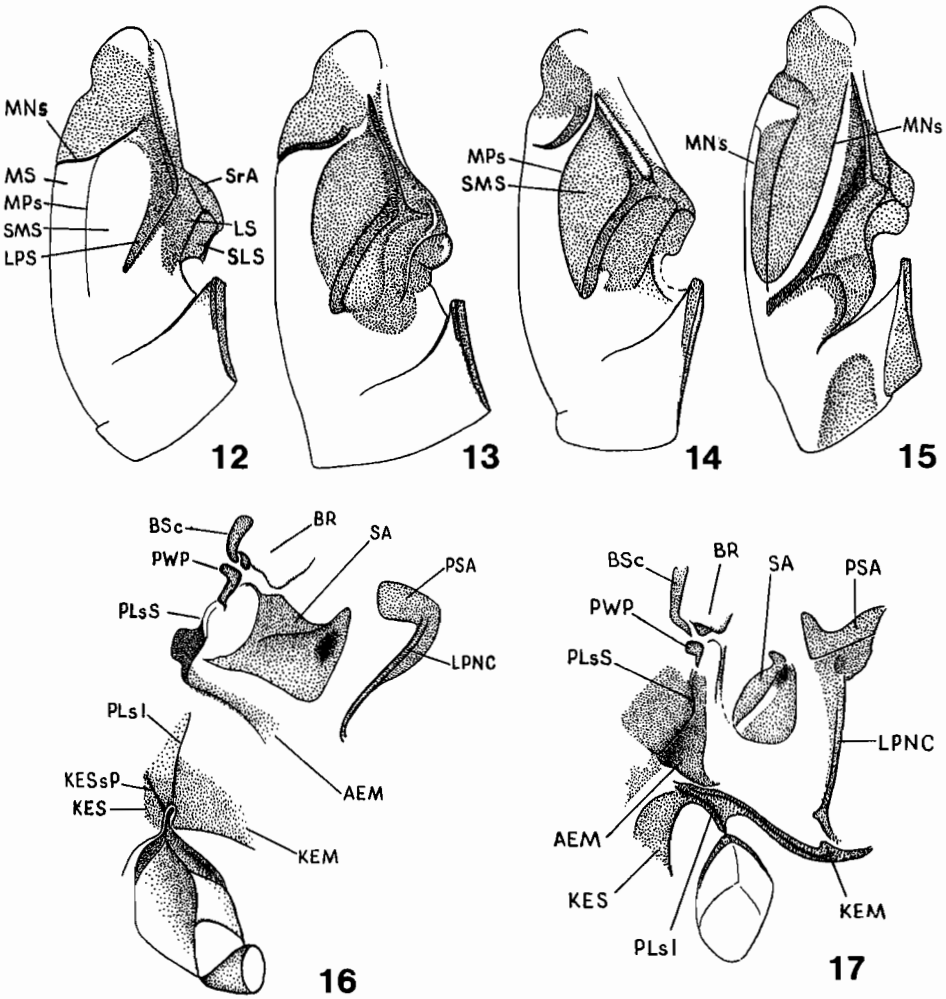 MNs
MS
MPs
SMS
LPS
SrA
LS
SLS
12
13
MPs
SMS
14
MNs
MNs
15
BSc
PWP
PLsS
BR
SA
PSA
LPNC
PLsI
KESsP
KES
AEM
KEM
16
BSc
PWP
PLsS
BR
SA
PSA
LPNC
AEM
KES
PLsI
KEM
17